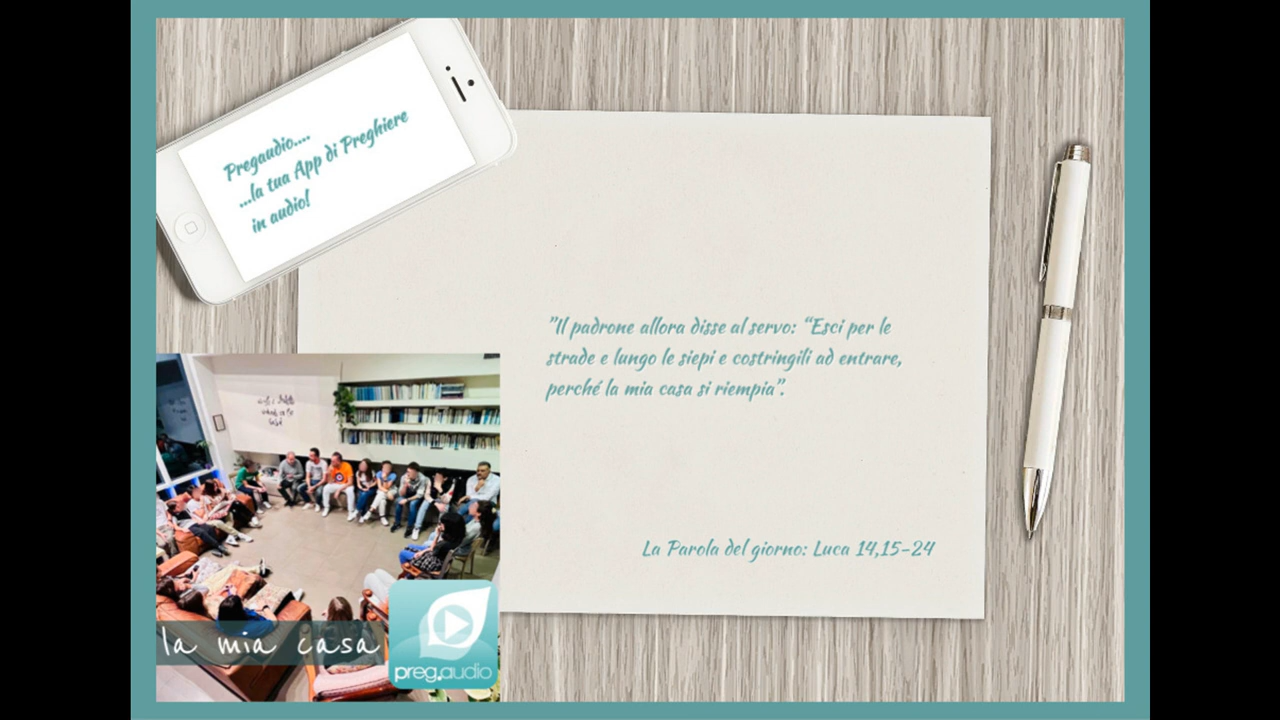 Pregaudio....
...la tua App di Preghiere
in audio!
"Il padrone allora disse al servo: “Esci per le
strade e lungo le siepi e costringili ad entrare,
perché la mia casa si riempia”.
La Parola del giorno: Luca 14,15-24
la mia casa
preg.audio